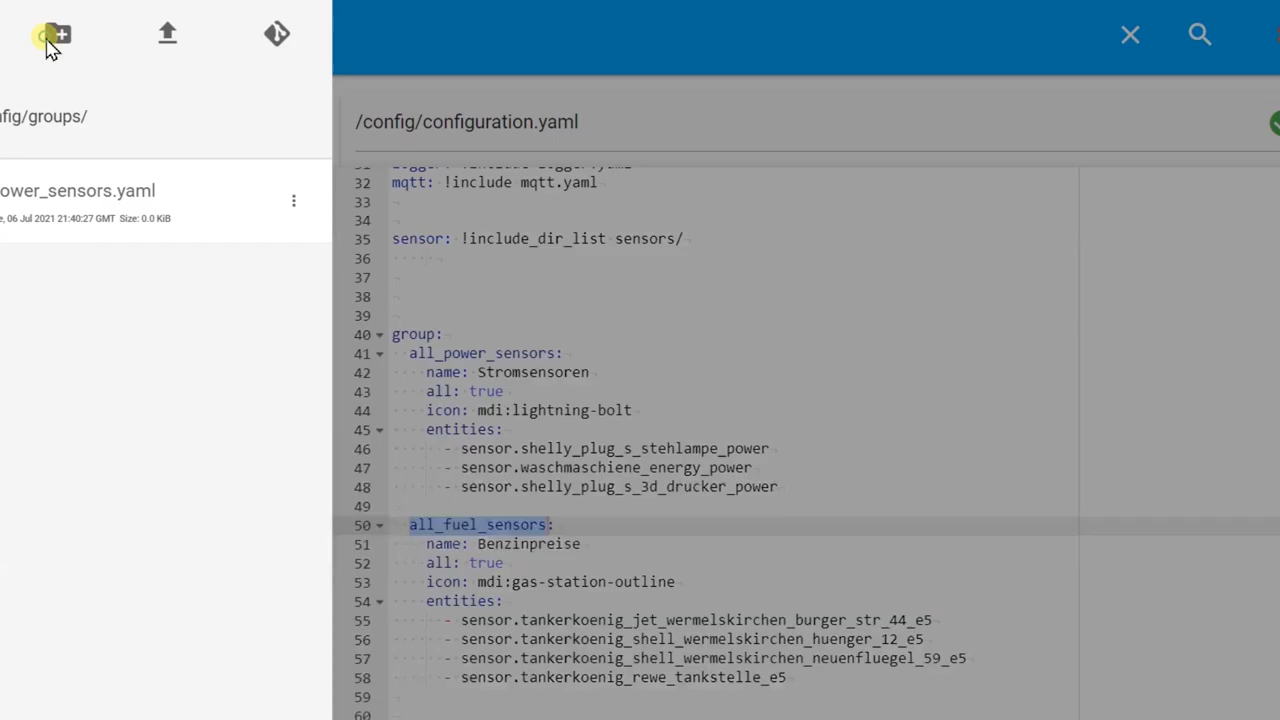 /config/configuration.yaml
fig/groups/
ower_sensors.yaml
, 06 Jul 2021 21:40:27 GMT Size: 0.0 KiB
32 mqtt: !include mqtt.yaml
33
34
35 sensor: !include_dir_list sensors/
36
37
38
39
40 group:
41 all_power_sensors:
42 name: Stromsensoren
43 all: true
44 icon: mdi:lightning-bolt
45 entities:
46 - sensor.shelly_plug_s_stehlampe_power
47 - sensor.waschmaschiene_energy_power
48 - sensor.shelly_plug_s_3d_drucker_power
49
50 all_fuel_sensors:
51 name: Benzinpreise
52 all: true
53 icon: mdi:gas-station-outline
54 entities:
55 - sensor.tankerkoenig_jet_wermelskirchen_burger_str_44_e5
56 - sensor.tankerkoenig_shell_wermelskirchen_huenger_12_e5
57 - sensor.tankerkoenig_shell_wermelskirchen_neuenfluegel_59_e5
58 - sensor.tankerkoenig_rewe_tankstelle_e5
59
60